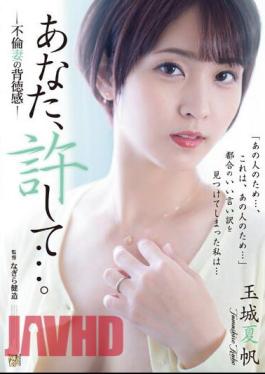 あなた、許して…。
―不倫妻の背徳感！
「あの人のため…、
これは、あの人のため…」
都合のいい言い訳を
見つけてしまった私は…
玉城夏帆
監督 なぎら健造
JAVHD